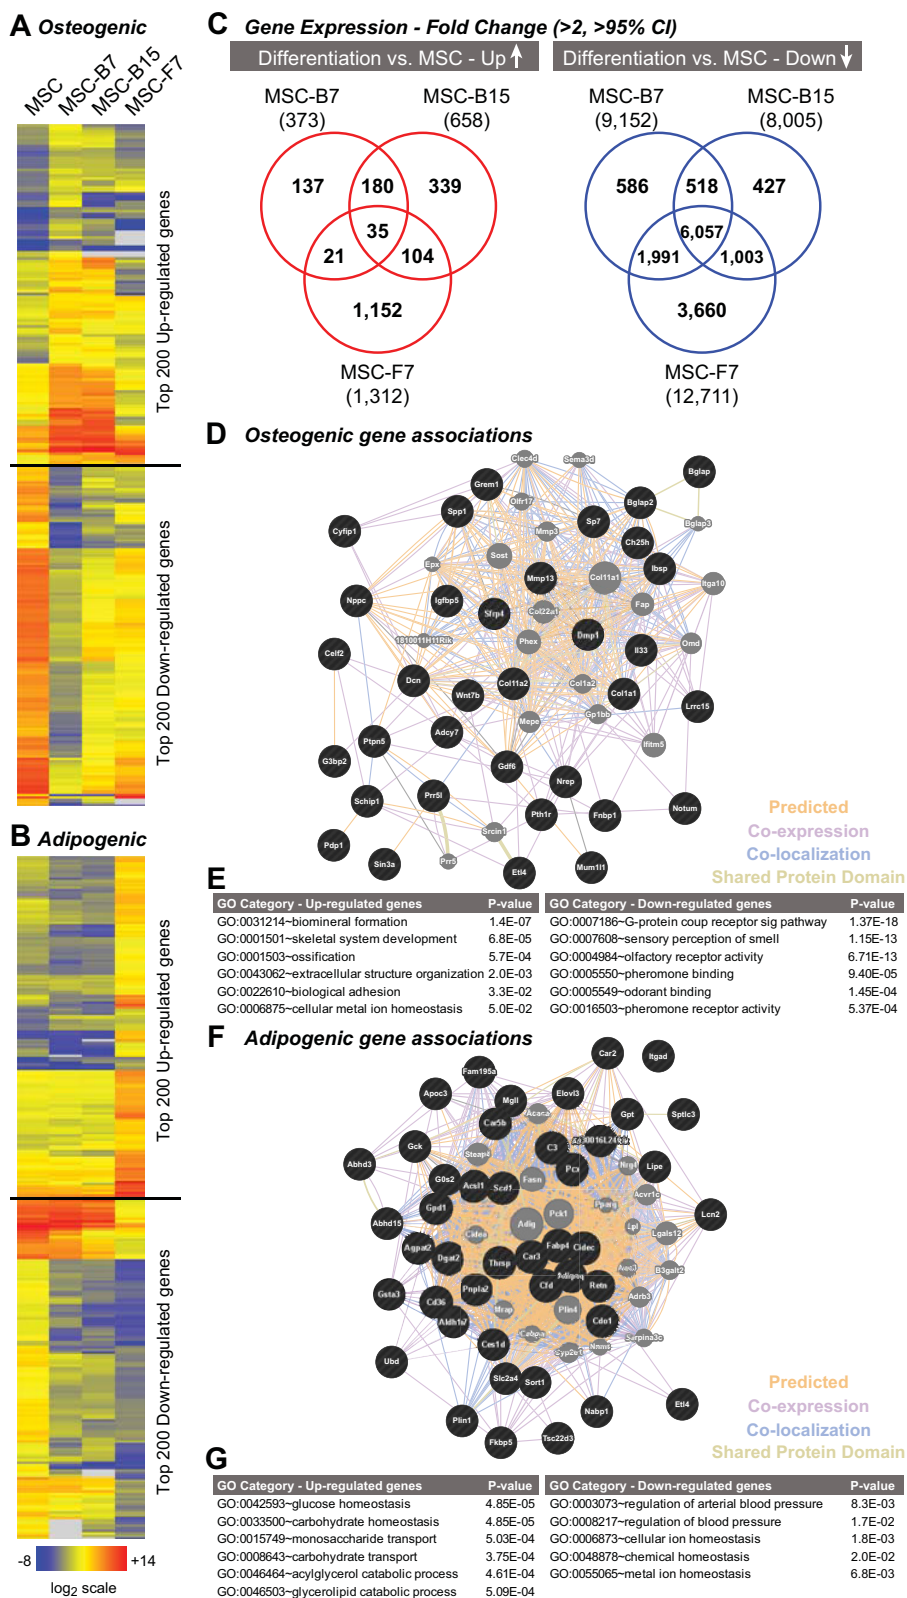 A Osteogenic
MSC
MSC-B7
MSC-B15
MSC-F7
Top 200 Up-regulated genes
Top 200 Down-regulated genes
B Adipogenic
Top 200 Up-regulated genes
Top 200 Down-regulated genes
-8
+14
log2 scale
C Gene Expression - Fold Change (>2, >95% CI)
Differentiation vs. MSC - Up
MSC-B7
(373)
MSC-B15
(658)
137
180
339
35
21
104
1,152
MSC-F7
(1,312)
Differentiation vs. MSC - Down
MSC-B7
(9,152)
MSC-B15
(8,005)
586
518
427
6,057
1,991
1,003
3,660
MSC-F7
(12,711)
D Osteogenic gene associations
Clec4d
Sema3d
Bglap
Grem1
Olfr17
Bglap2
Spp1
Sp7
Bglap3
Cyfip1
Mmp3
Ch25h
Sost
Epx
Mmp13
Col11a1
Ibsp
Itga10
Nppc
Igfbp5
Sfrp4
Col22a1
Fap
1810011H11Rik
Phex
Dmp1
Omd
Celf2
Il33
Dcn
Wnt7b
Col11a2
Col1a2
Col1a1
Lrrc15
Mepe
Gp1bb
Ptpn5
Adcy7
Ifitm5
G3bp2
Gdf6
Nrep
Schip1
Prr5l
Pth1r
Fnbp1
Notum
Srcin1
Pdp1
Sin3a
Prr5
Etl4
Mum1l1
Predicted
Co-expression
Co-localization
Shared Protein Domain
E
GO Category - Up-regulated genes P-value
GO:0031214~biomineral formation 1.4E-07
GO:0001501~skeletal system development 6.8E-05
GO:0001503~ossification 5.7E-04
GO:0043062~extracellular structure organization 2.0E-03
GO:0022610~biological adhesion 3.3E-02
GO:0006875~cellular metal ion homeostasis 5.0E-02
GO Category - Down-regulated genes P-value
GO:0007186~G-protein coup receptor sig pathway 1.37E-18
GO:0007608~sensory perception of smell 1.15E-13
GO:0004984~olfactory receptor activity 6.71E-13
GO:0005550~pheromone binding 9.40E-05
GO:0005549~odorant binding 1.45E-04
GO:0016503~pheromone receptor activity 5.37E-04
F Adipogenic gene associations
Car2
Itgad
Fam195a
Apoc3
Mgll
Elovl3
Acaca
Gpt
Sptlc3
Car5b
Gck
C3
Steap4
Abhd3
Pcx
Nrg4
Lipe
G0s2
Acsl1
Scd1
Fasn
Acvr1c
Gpd1
Pparg
Lcn2
Abhd15
Adig
Pck1
Lpl
Cidea
Lgals12
Agpat2
Dgat2
Thrsp
Car3
Fabp4
Cidec
B3galt2
Adipoq
Gsta3
Cd36
Pnpla2
Cfd
Retn
Adrb3
Mrap
Plin4
Aldh1a7
Cdo1
Ces1d
Serpina3c
Ubd
Slc2a4
Sort1
Plin1
Nabp1
Etl4
Fkbp5
Tsc22d3
Predicted
Co-expression
Co-localization
Shared Protein Domain
G
GO Category - Up-regulated genes P-value
GO:0042593~glucose homeostasis 4.85E-05
GO:0033500~carbohydrate homeostasis 4.85E-05
GO:0015749~monosaccharide transport 5.03E-04
GO:0008643~carbohydrate transport 3.75E-04
GO:0046464~acylglycerol catabolic process 4.61E-04
GO:0046503~glycerolipid catabolic process 5.09E-04
GO Category - Down-regulated genes P-value
GO:0003073~regulation of arterial blood pressure 8.3E-03
GO:0008217~regulation of blood pressure 1.7E-02
GO:0006873~cellular ion homeostasis 1.8E-03
GO:0048878~chemical homeostasis 2.0E-02
GO:0055065~metal ion homeostasis 6.8E-03